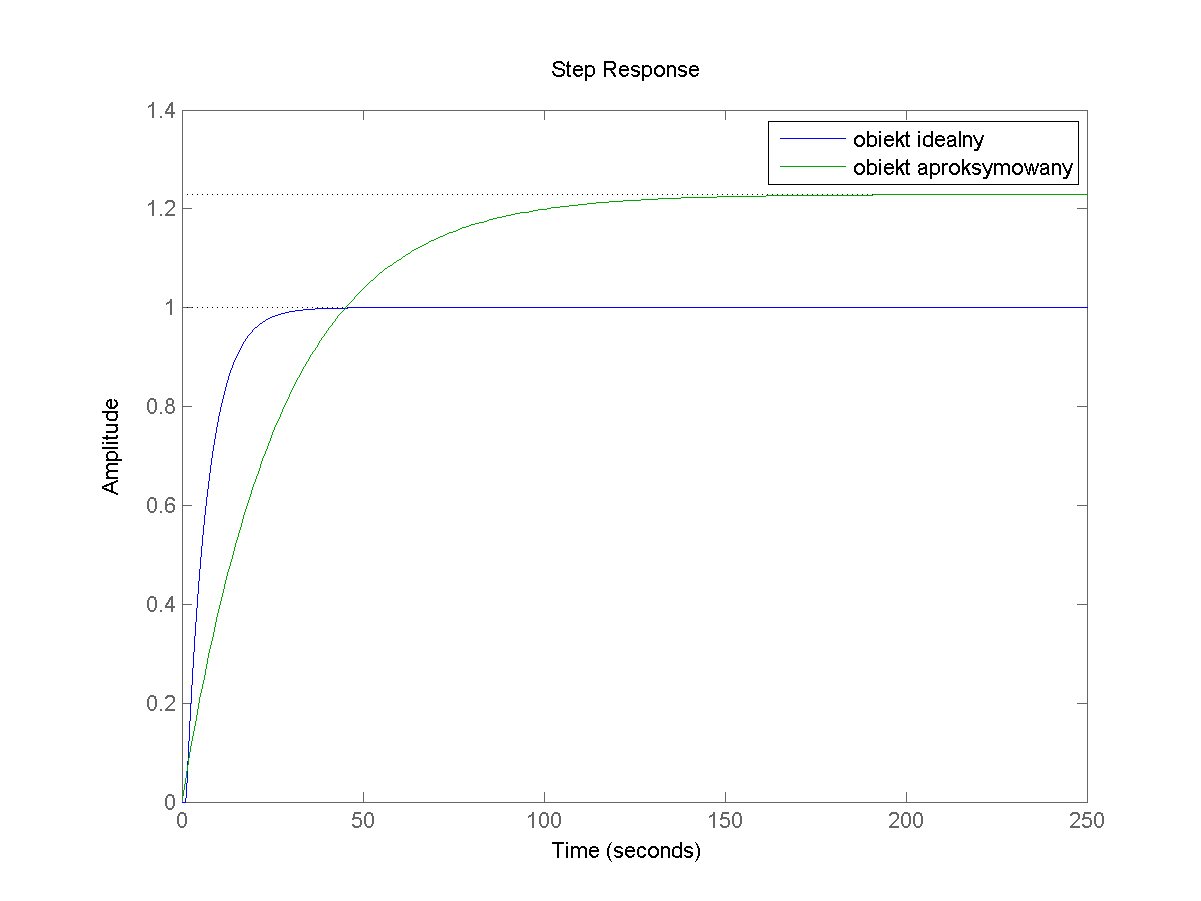 Step Response
obiekt idealny
obiekt aproksymowany
1.4
1.2
1
0.8
0.6
0.4
0.2
0
Amplitude
0 50 100 150 200 250
Time (seconds)